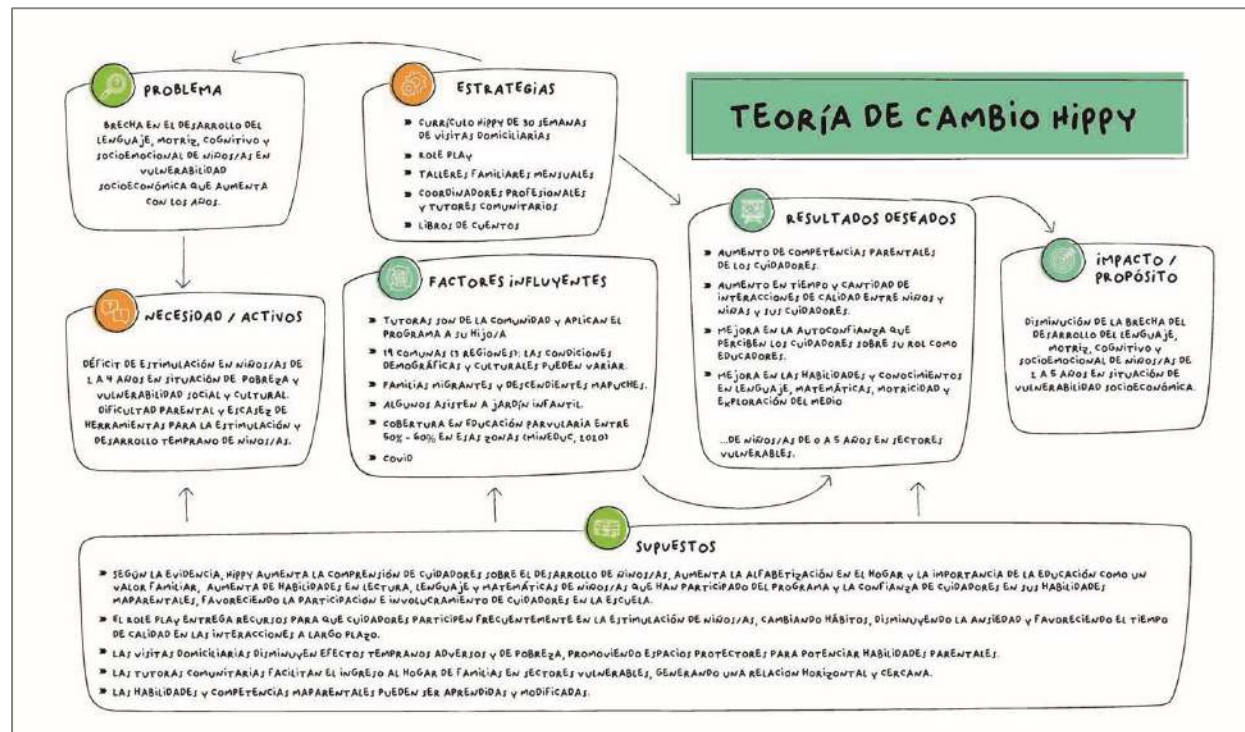 TEORÍA DE CAMBIO HIPPY
PROBLEMA
BRECHA EN EL DESARROLLO DEL
LENGUAJE, MOTRIZ, COGNITIVO Y
SOCIOEMOCIONAL DE NIÑOS/AS EN
VULNERABILIDAD
SOCIOECONÓMICA QUE AUMENTA
CON LOS AÑOS.
ESTRATEGIAS
» CURRÍCULO HIPPY DE 30 SEMANAS
DE VISITAS DOMICILIARIAS
» ROLE PLAY
» TALLERES FAMILIARES MENSUALES
» COORDINADORES PROFESIONALES
Y TUTORES COMUNITARIOS
» LIBROS DE CUENTOS
NECESIDAD / ACTIVOS
DÉFICIT DE ESTIMULACIÓN EN NIÑOS/AS DE
1 A 4 AÑOS EN SITUACIÓN DE POBREZA Y
VULNERABILIDAD SOCIAL Y CULTURAL.
DIFICULTAD PARENTAL Y ESCASEZ DE
HERRAMIENTAS PARA LA ESTIMULACIÓN Y
DESARROLLO TEMPRANO DE NIÑOS/AS.
FACTORES INFLUYENTES
» TUTORAS SON DE LA COMUNIDAD Y APLICAN EL
PROGRAMA A SU HIJO/A
» 19 COMUNAS (3 REGIONES): LAS CONDICIONES
DEMOGRÁFICAS Y CULTURALES PUEDEN VARIAR.
» FAMILIAS MIGRANTES Y DESCENDIENTES MAPUCHES.
» ALGUNOS ASISTEN A JARDÍN INFANTIL.
» COBERTURA EN EDUCACIÓN PARVULARIA ENTRE
50% - 60% EN ESAS ZONAS (MINEDUC, 2020)
» COVID
RESULTADOS DESEADOS
» AUMENTO DE COMPETENCIAS PARENTALES
DE LOS CUIDADORES.
» AUMENTO EN TIEMPO Y CANTIDAD DE
INTERACCIONES DE CALIDAD ENTRE NIÑOS Y
NIÑAS Y SUS CUIDADORES.
» MEJORA EN LA AUTOCONFIANZA QUE
PERCIBEN LOS CUIDADORES SOBRE SU ROL COMO
EDUCADORES.
» MEJORA EN LAS HABILIDADES Y CONOCIMIENTOS
EN LENGUAJE, MATEMÁTICAS, MOTRICIDAD Y
EXPLORACIÓN DEL MEDIO
...DE NIÑOS/AS DE 0 A 5 AÑOS EN SECTORES
VULNERABLES.
IMPACTO /
PROPÓSITO
DISMINUCIÓN DE LA BRECHA DEL
DESARROLLO DEL LENGUAJE,
MOTRIZ, COGNITIVO Y
SOCIOEMOCIONAL DE NIÑOS/AS DE
1 A 5 AÑOS EN SITUACIÓN DE
VULNERABILIDAD SOCIOECONÓMICA.
SUPUESTOS
» SEGÚN LA EVIDENCIA, HIPPY AUMENTA LA COMPRENSIÓN DE CUIDADORES SOBRE EL DESARROLLO DE NIÑOS/AS, AUMENTA LA ALFABETIZACIÓN EN EL HOGAR Y LA IMPORTANCIA DE LA EDUCACIÓN COMO UN
VALOR FAMILIAR, AUMENTA DE HABILIDADES EN LECTURA, LENGUAJE Y MATEMÁTICAS DE NIÑOS/AS QUE HAN PARTICIPADO DEL PROGRAMA Y LA CONFIANZA DE CUIDADORES EN SUS HABILIDADES
MAPARENTALES, FAVORECIENDO LA PARTICIPACIÓN E INVOLUCRAMIENTO DE CUIDADORES EN LA ESCUELA.
» EL ROLE PLAY ENTREGA RECURSOS PARA QUE CUIDADORES PARTICIPEN FRECUENTEMENTE EN LA ESTIMULACIÓN DE NIÑOS/AS, CAMBIANDO HÁBITOS, DISMINUYENDO LA ANSIEDAD Y FAVORECIENDO EL TIEMPO
DE CALIDAD EN LAS INTERACCIONES A LARGO PLAZO.
» LAS VISITAS DOMICILIARIAS DISMINUYEN EFECTOS TEMPRANOS ADVERSOS Y DE POBREZA, PROMOVIENDO ESPACIOS PROTECTORES PARA POTENCIAR HABILIDADES PARENTALES.
» LAS TUTORAS COMUNITARIAS FACILITAN EL INGRESO AL HOGAR DE FAMILIAS EN SECTORES VULNERABLES, GENERANDO UNA RELACION HORIZONTAL Y CERCANA.
» LAS HABILIDADES Y COMPETENCIAS MAPARENTALES PUEDEN SER APRENDIDAS Y MODIFICADAS.